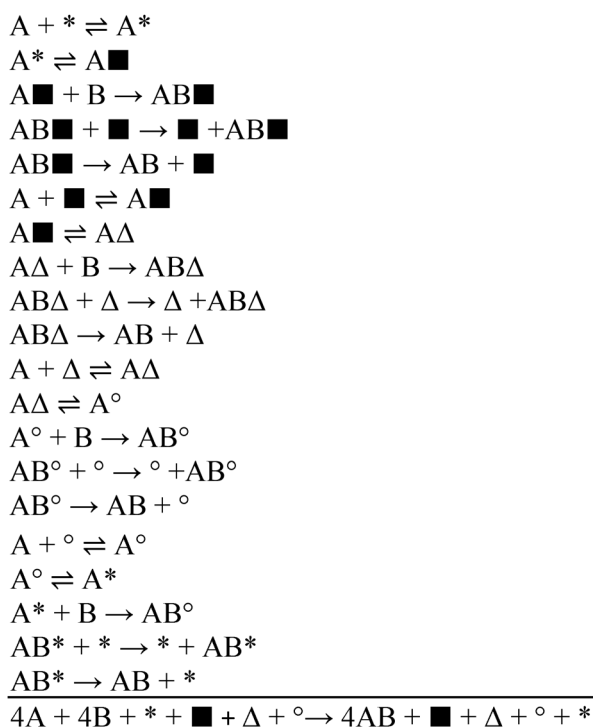 A + * ⇌ A*
A* ⇌ A■
A■ + B → AB■
AB■ + ■ → ■ +AB■
AB■ → AB + ■
A + ■ ⇌ A■
A■ ⇌ AΔ
AΔ + B → ABΔ
ABΔ + Δ → Δ +ABΔ
ABΔ → AB + Δ
A + Δ ⇌ AΔ
AΔ ⇌ A°
A° + B → AB°
AB° + ° → ° +AB°
AB° → AB + °
A + ° ⇌ A°
A° ⇌ A*
A* + B → AB°
AB* + * → * + AB*
AB* → AB + *
4A + 4B + * + ■ + Δ + °→ 4AB + ■ + Δ + ° + *